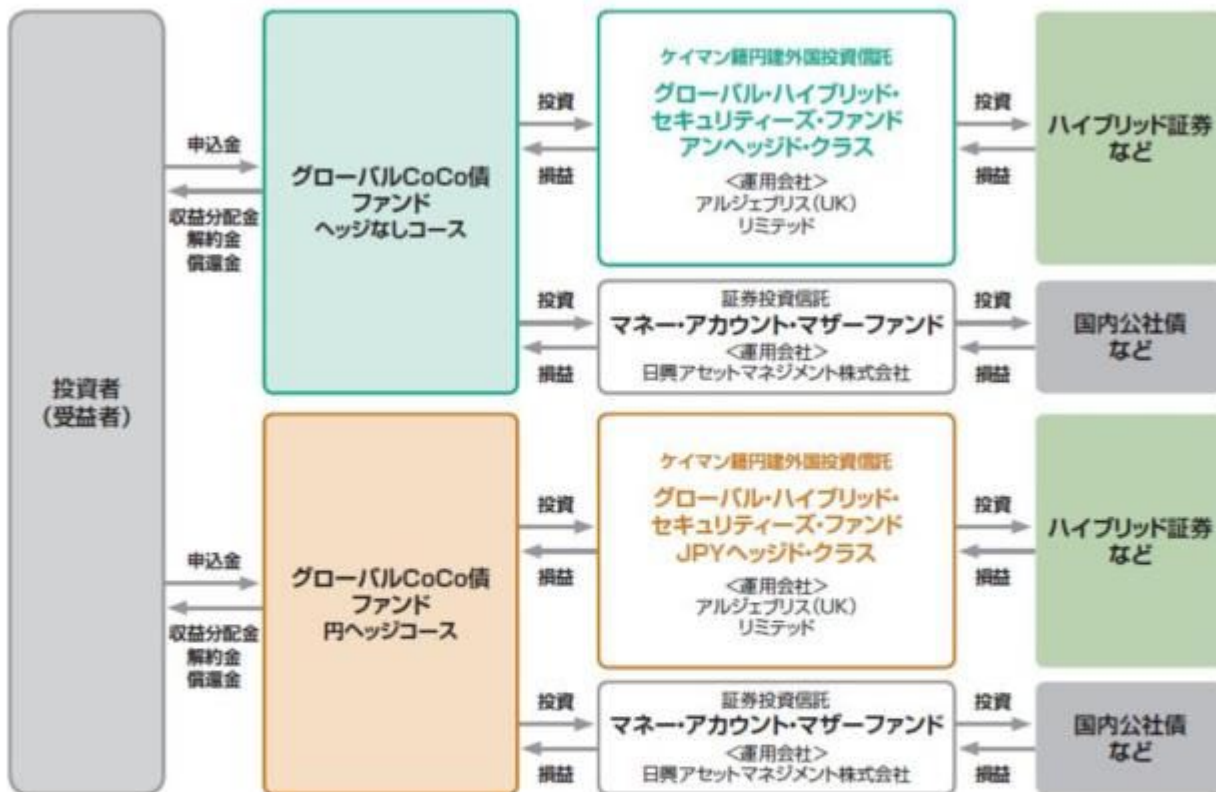 投資者
(受益者)
申込金
収益分配金
解約金
償還金
グローバルCoCo債
ファンド
ヘッジなしコース
投資
損益
ケイマン籍円建外国投資信託
グローバル・ハイブリッド・
セキュリティーズ・ファンド
アンヘッジド・クラス
<運用会社>
アルジェブリス(UK)
リミテッド
投資
損益
ハイブリッド証券
など
投資
損益
証券投資信託
マネー・アカウント・マザーファンド
<運用会社>
日興アセットマネジメント株式会社
投資
損益
国内公社債
など
申込金
収益分配金
解約金
償還金
グローバルCoCo債
ファンド
円ヘッジコース
投資
損益
ケイマン籍円建外国投資信託
グローバル・ハイブリッド・
セキュリティーズ・ファンド
JPYヘッジド・クラス
<運用会社>
アルジェブリス(UK)
リミテッド
投資
損益
ハイブリッド証券
など
投資
損益
証券投資信託
マネー・アカウント・マザーファンド
<運用会社>
日興アセットマネジメント株式会社
投資
損益
国内公社債
など